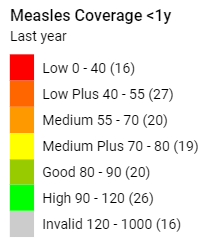 Measles Coverage <1y
Last year
Low 0 - 40 (16)
Low Plus 40 - 55 (27)
Medium 55 - 70 (20)
Medium Plus 70 - 80 (19)
Good 80 - 90 (20)
High 90 - 120 (26)
Invalid 120 - 1000 (16)